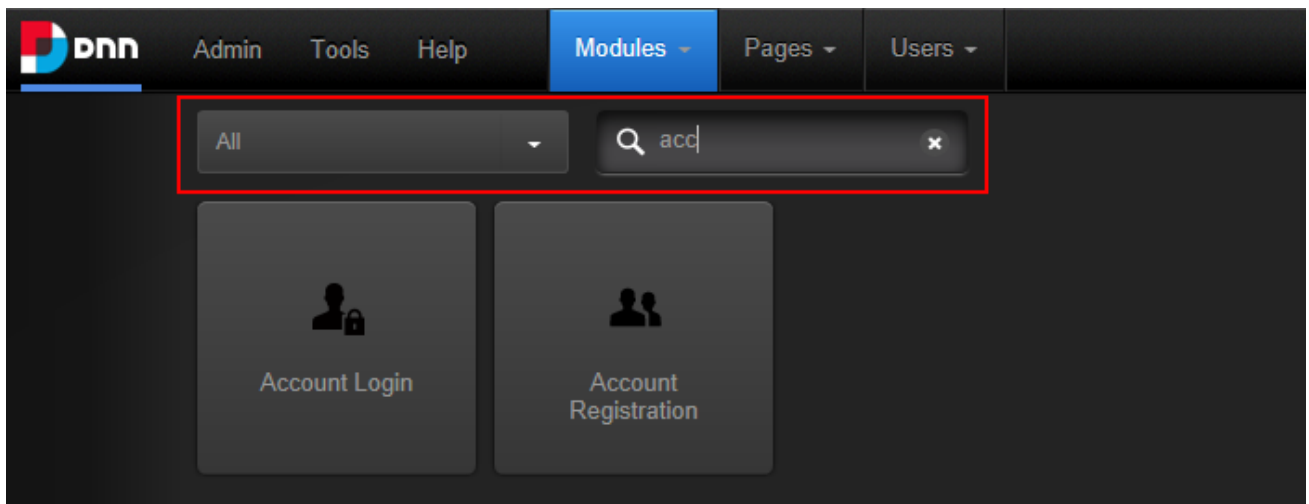 DNN Admin Tools Help Modules Pages Users
All acc
Account Login Account
Registration